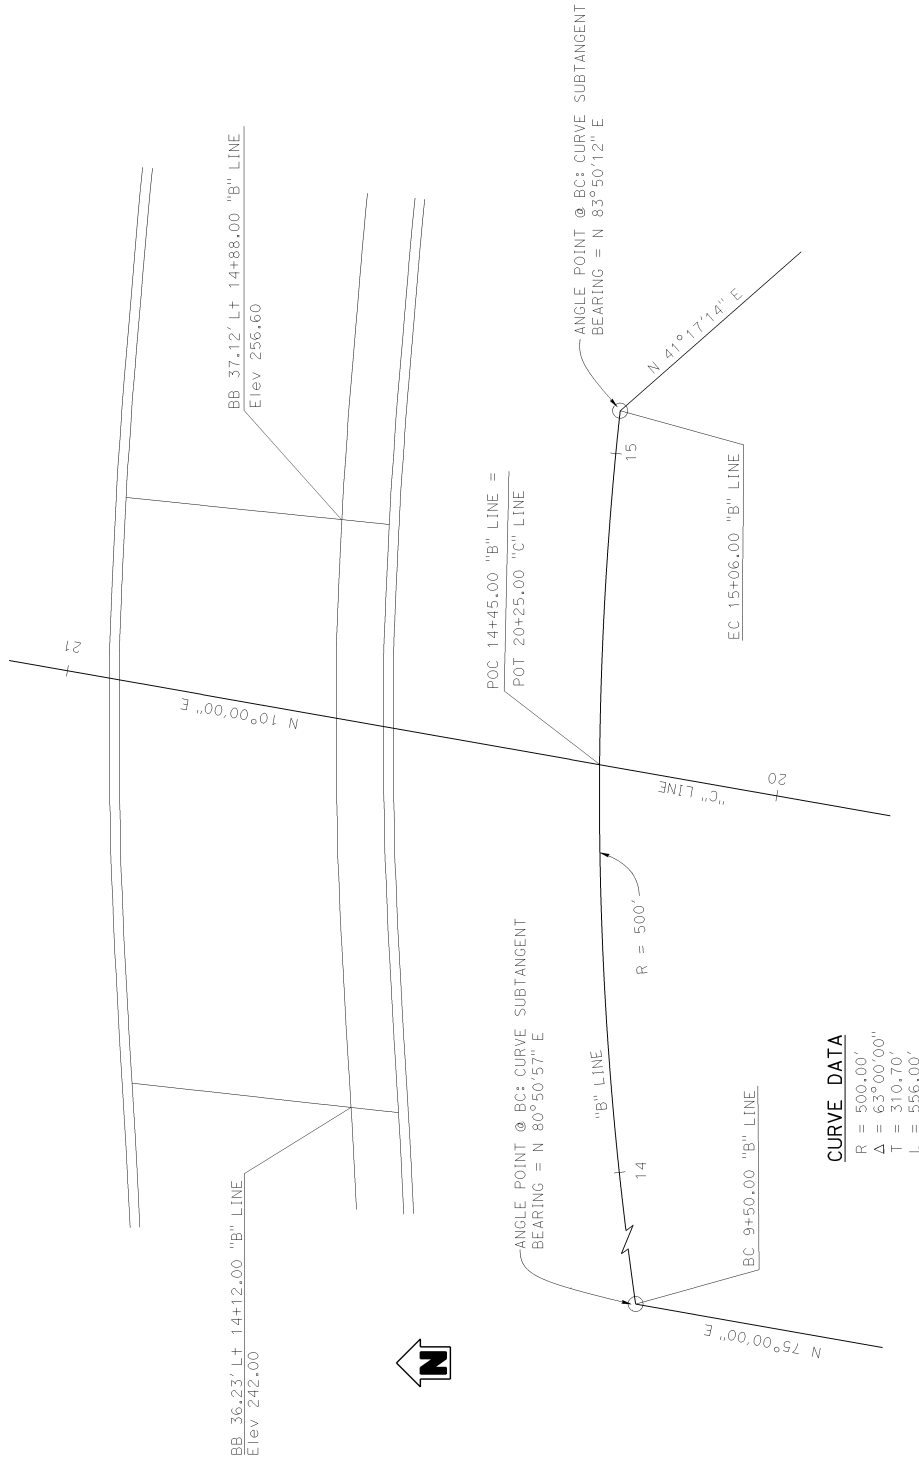 BB 37.12' Lt 14+88.00 "B" LINE
Elev 256.60
ANGLE POINT @ BC: CURVE SUBTANGENT
BEARING = N 83°50'12" E
N 41°17'14" E
15
EC 15+06.00 "B" LINE
POC 14+45.00 "B" LINE =
POT 20+25.00 "C" LINE
21
N 10°00'00" E
"C" LINE
20
R = 500'
ANGLE POINT @ BC: CURVE SUBTANGENT
BEARING = N 80°50'57" E
"B" LINE
14
BC 9+50.00 "B" LINE
N 75°00'00" E
BB 36.23' Lt 14+12.00 "B" LINE
Elev 242.00
N
CURVE DATA
R = 500.00'
Δ = 63°00'00"
T = 310.70'
L = 556.00'